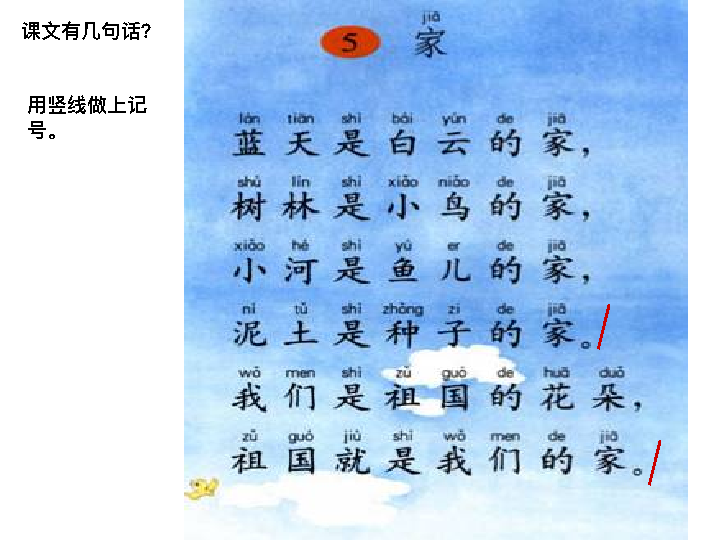 课文有几句话?
用竖线做上记
号。
jiā
5 家
lán tiān shì bái yún de jiā
蓝天是白云的家，
shù lín shì xiǎo niǎo de jiā
树林是小鸟的家，
xiǎo hé shì yú er de jiā
小河是鱼儿的家，
ní tǔ shì zhǒng zi de jiā
泥土是种子的家。
wǒ men shì zǔ guó de huā duǒ
我们是祖国的花朵，
zǔ guó jiù shì wǒ men de jiā
祖国就是我们的家。